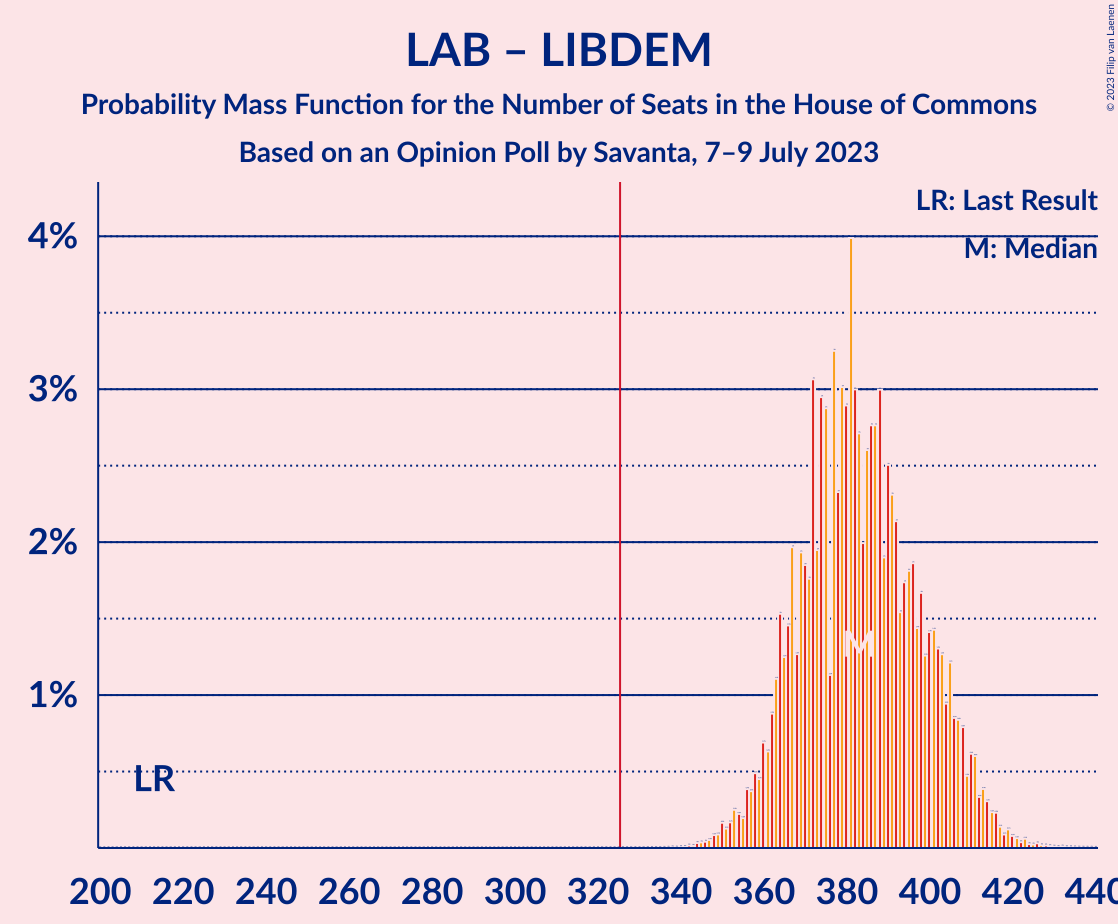 © 2023 Filip van Laenen
LAB – LIBDEM
Probability Mass Function for the Number of Seats in the House of Commons
Based on an Opinion Poll by Savanta, 7–9 July 2023
LR: Last Result
M: Median
4%
3%
2%
1%
M
LR
200 220 240 260 280 300 320 340 360 380 400 420 440